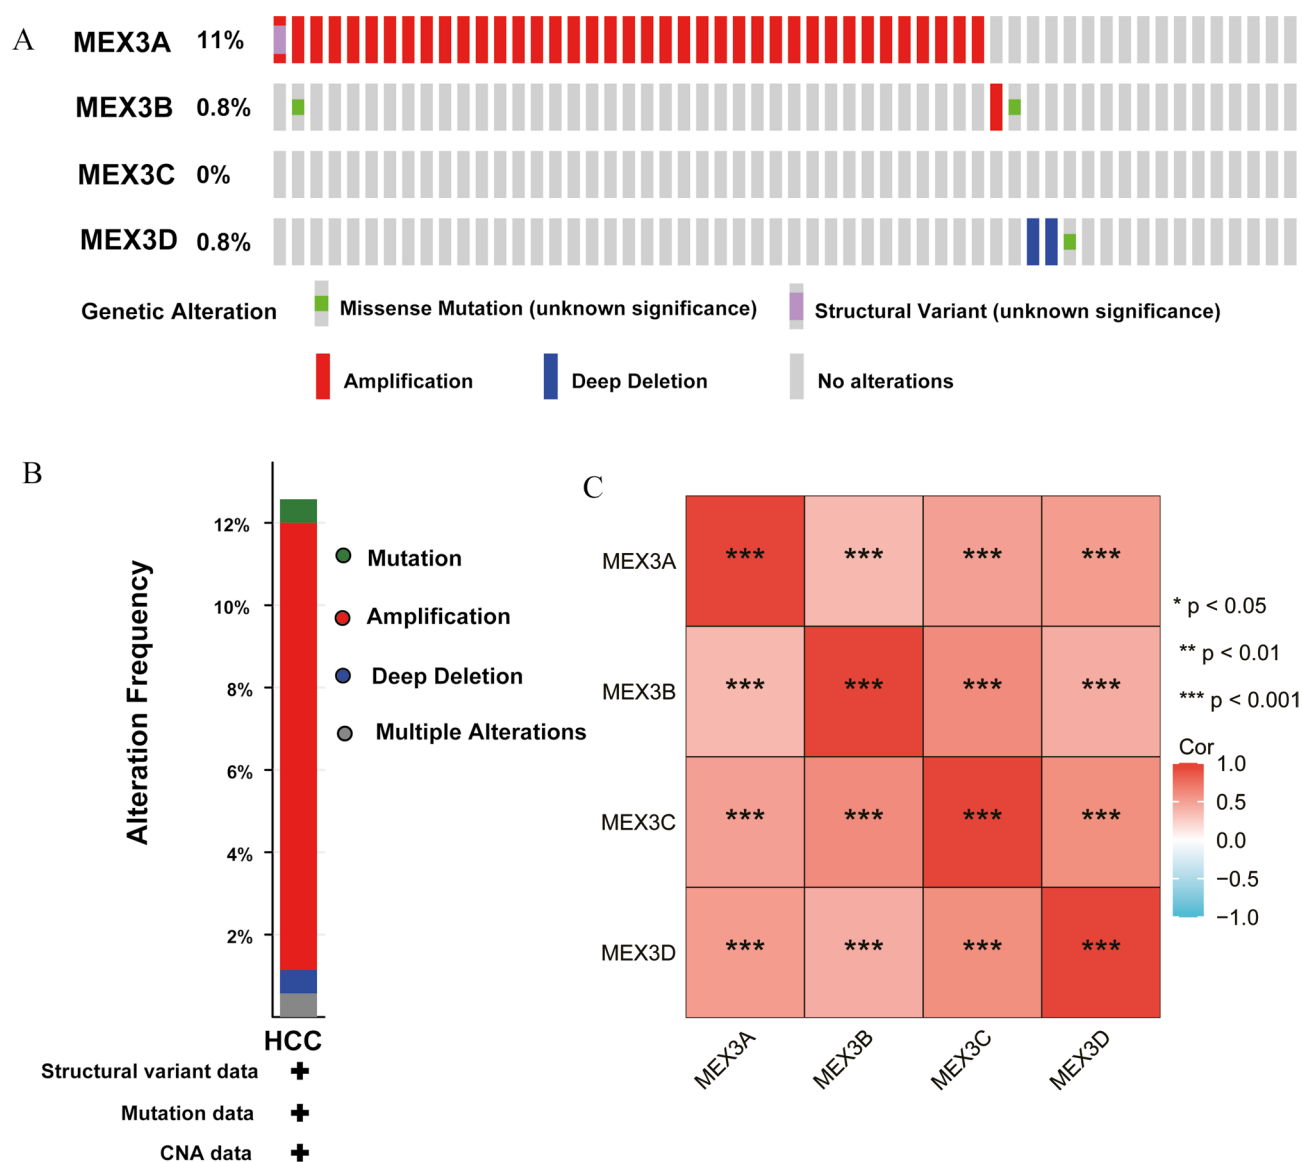 A
MEX3A 11%
MEX3B 0.8%
MEX3C 0%
MEX3D 0.8%
Genetic Alteration
Missense Mutation (unknown significance)
Structural Variant (unknown significance)
Amplification
Deep Deletion
No alterations
B
Alteration Frequency
12%
10%
8%
6%
4%
2%
Mutation
Amplification
Deep Deletion
Multiple Alterations
HCC
Structural variant data +
Mutation data +
CNA data +
C
MEX3A *** *** *** ***
MEX3B *** *** *** ***
MEX3C *** *** *** ***
MEX3D *** *** *** ***
MEX3A MEX3B MEX3C MEX3D
* p < 0.05
** p < 0.01
*** p < 0.001
Cor
1.0
0.5
0.0
−0.5
−1.0